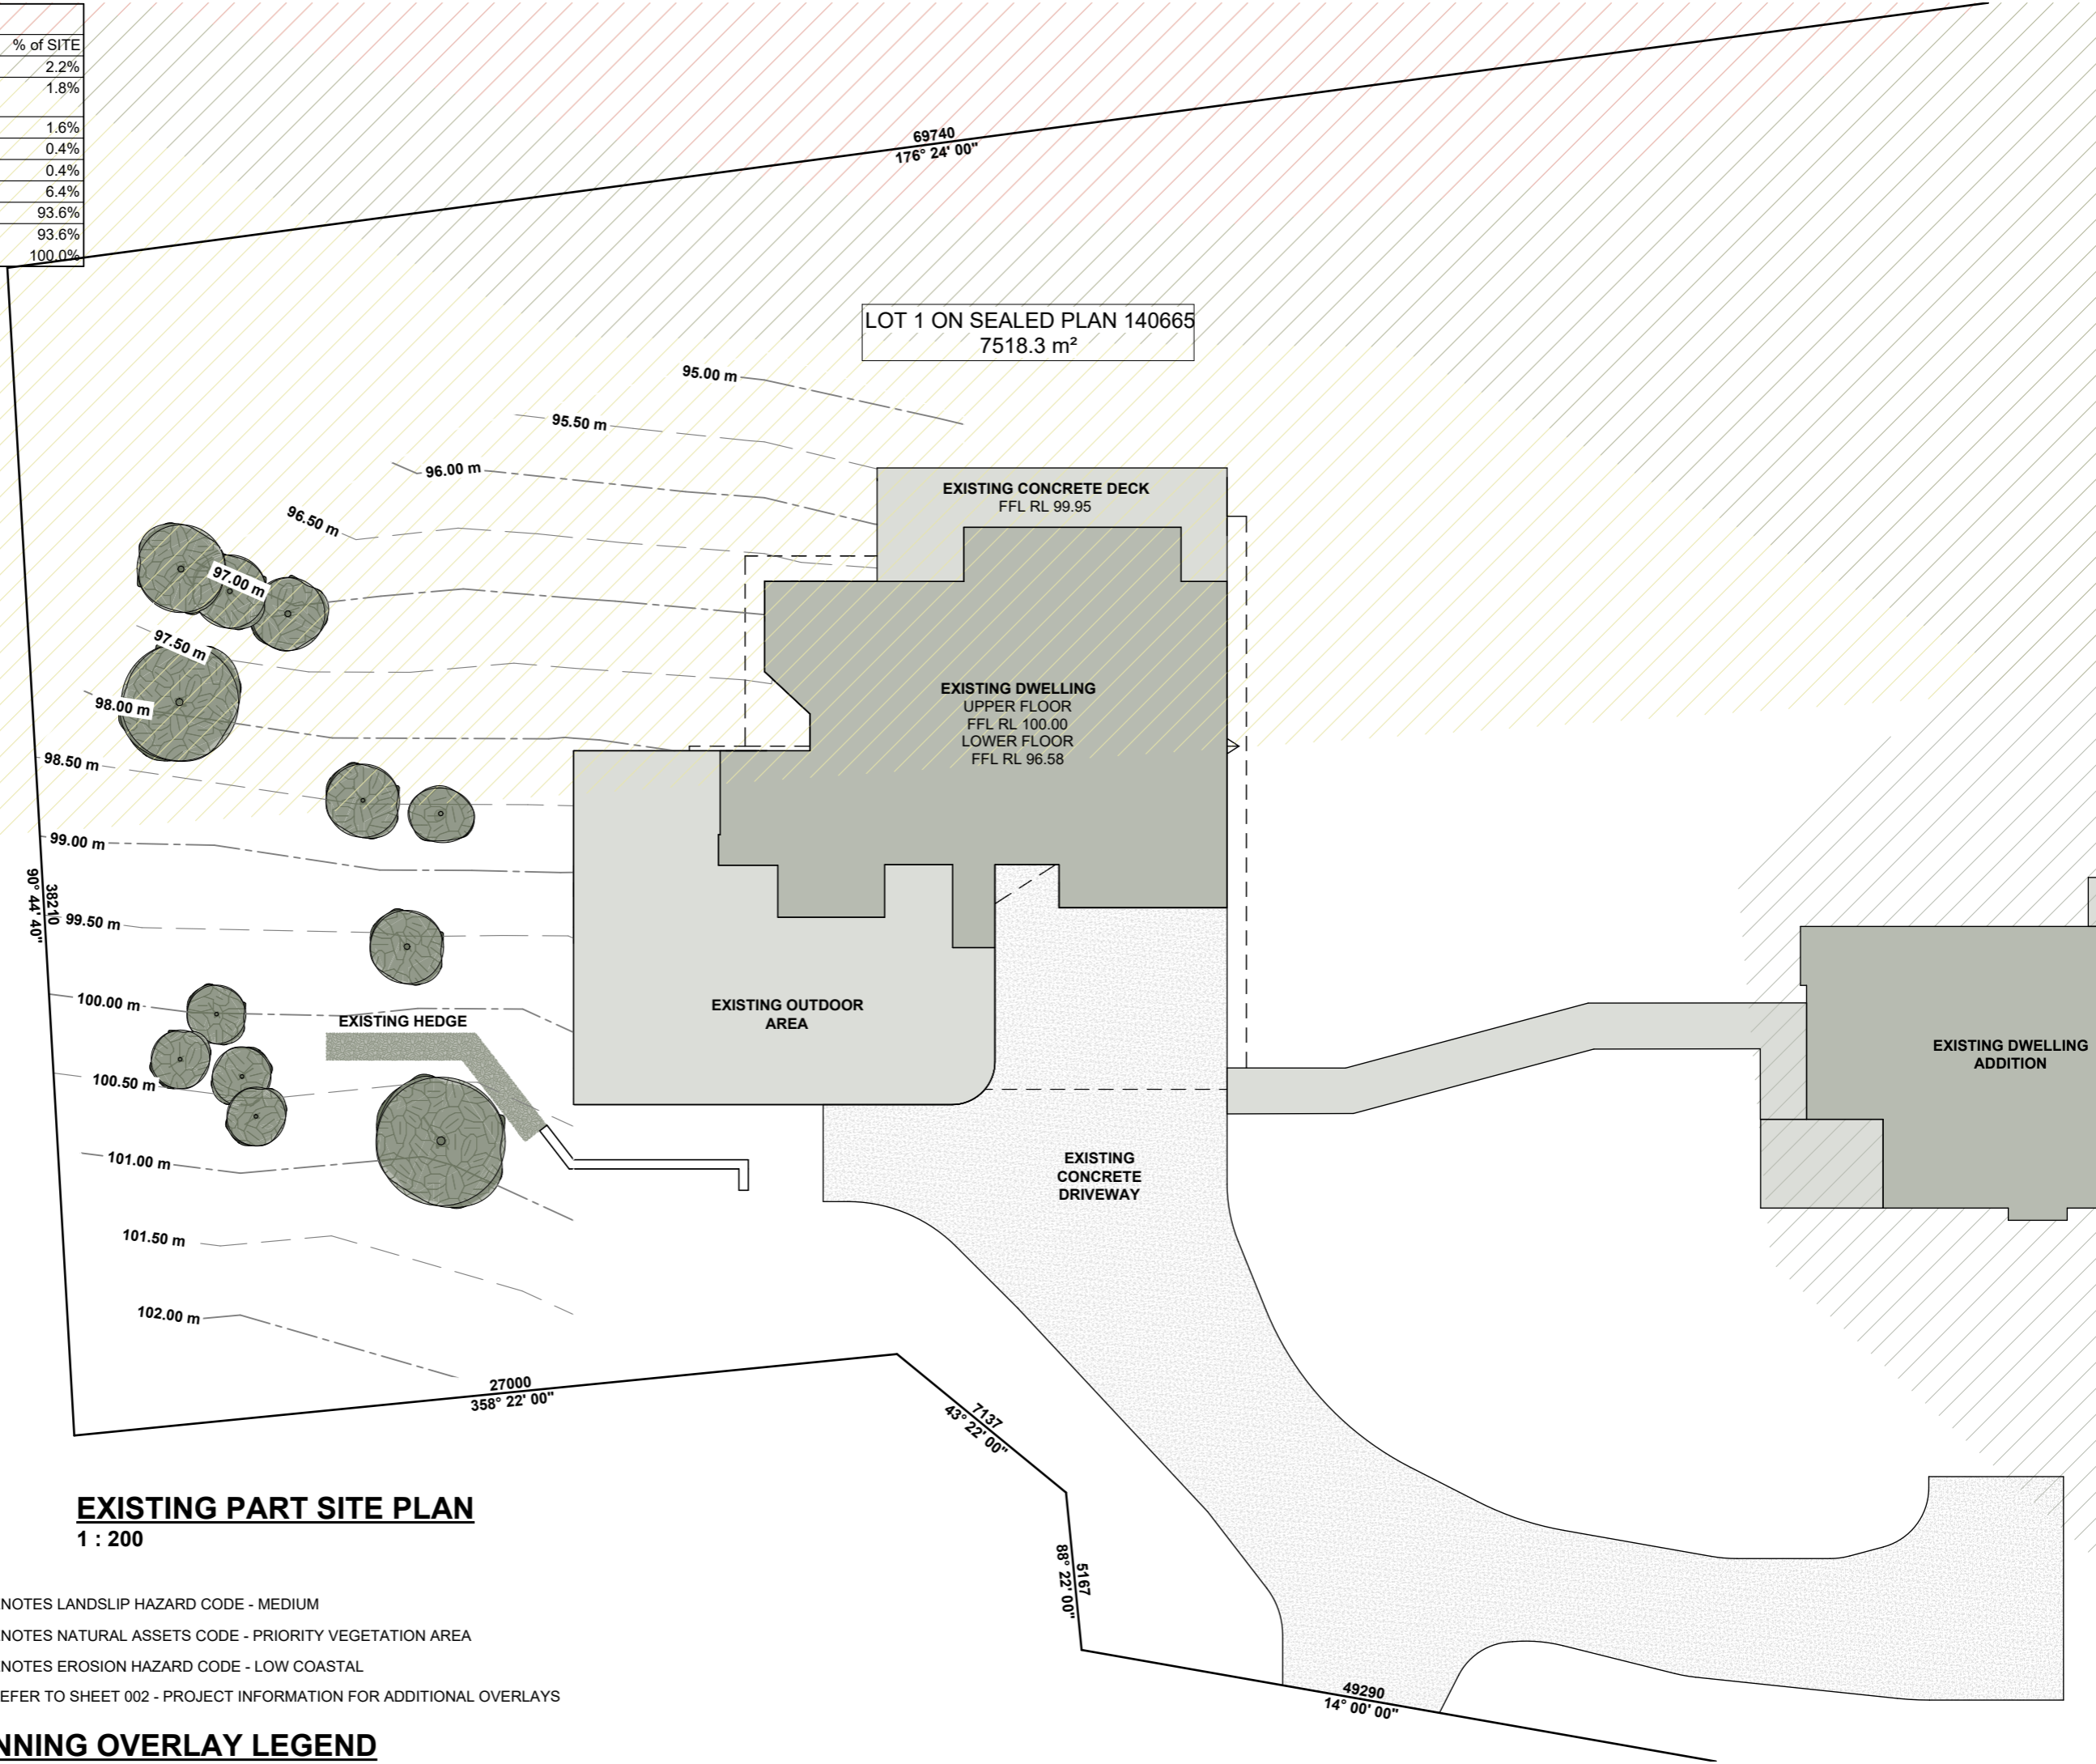 % of SITE
2.2%
1.8%
1.6%
0.4%
0.4%
6.4%
93.6%
93.6%
100.0%
69740
176° 24' 00"
LOT 1 ON SEALED PLAN 140665
7518.3 m²
95.00 m
95.50 m
96.00 m
96.50 m
97.00 m
97.50 m
98.00 m
98.50 m
99.00 m
99.50 m
100.00 m
100.50 m
101.00 m
101.50 m
102.00 m
38210
90° 44' 40"
EXISTING CONCRETE DECK
FFL RL 99.95
EXISTING DWELLING
UPPER FLOOR
FFL RL 100.00
LOWER FLOOR
FFL RL 96.58
EXISTING OUTDOOR
AREA
EXISTING HEDGE
EXISTING DWELLING
ADDITION
EXISTING
CONCRETE
DRIVEWAY
27000
358° 22' 00"
7137
43° 22' 00"
5167
88° 22' 00"
49290
14° 00' 00"
EXISTING PART SITE PLAN
1 : 200
NOTES LANDSLIP HAZARD CODE - MEDIUM
NOTES NATURAL ASSETS CODE - PRIORITY VEGETATION AREA
NOTES EROSION HAZARD CODE - LOW COASTAL
EFER TO SHEET 002 - PROJECT INFORMATION FOR ADDITIONAL OVERLAYS
NNING OVERLAY LEGEND